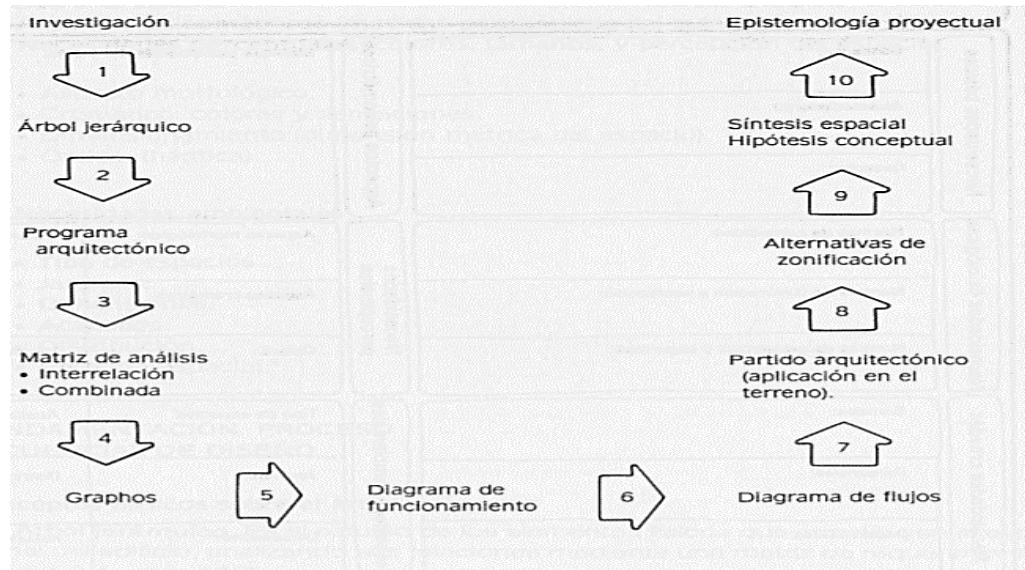 Investigación
1
Árbol jerárquico
2
Programa
arquitectónico
3
Matriz de análisis
• Interrelación
• Combinada
4
Graphos
5
Diagrama de
funcionamiento
6
Diagrama de flujos
7
Partido arquitectónico
(aplicación en el
terreno).
8
Alternativas de
zonificación
9
Síntesis espacial
Hipótesis conceptual
10
Epistemología proyectual